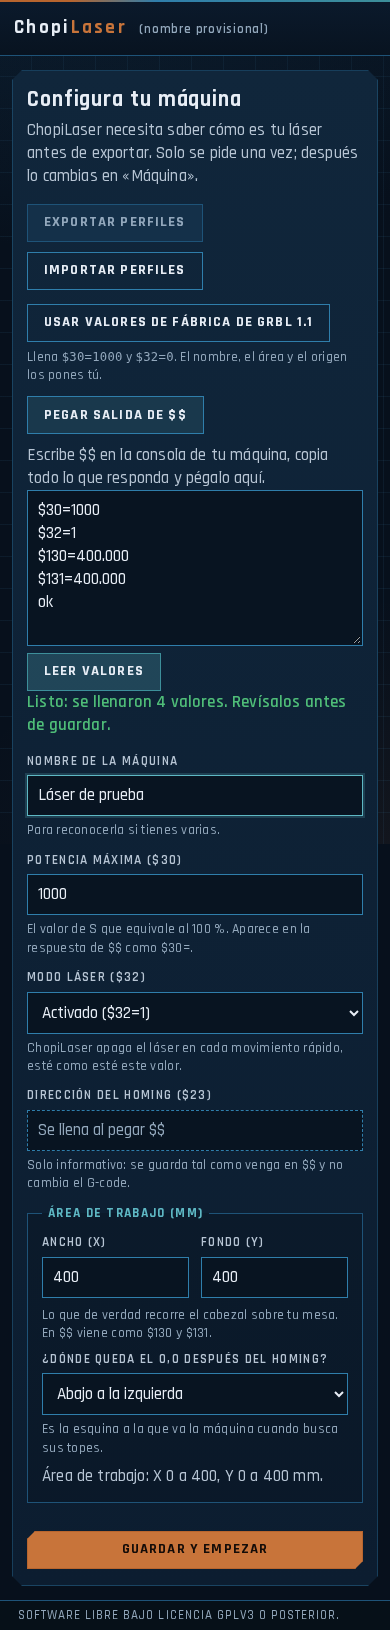 ChopiLaser (nombre provisional)
Configura tu máquina
ChopiLaser necesita saber cómo es tu láser
antes de exportar. Solo se pide una vez; después
lo cambias en «Máquina».
EXPORTAR PERFILES
IMPORTAR PERFILES
USAR VALORES DE FÁBRICA DE GRBL 1.1
Llena $30=1000 y $32=0. El nombre, el área y el origen
los pones tú.
PEGAR SALIDA DE $$
Escribe $$ en la consola de tu máquina, copia
todo lo que responda y pégalo aquí.
$30=1000
$32=1
$130=400.000
$131=400.000
ok
LEER VALORES
Listo: se llenaron 4 valores. Revísalos antes
de guardar.
NOMBRE DE LA MÁQUINA
Láser de prueba
Para reconocerla si tienes varias.
POTENCIA MÁXIMA ($30)
1000
El valor de S que equivale al 100 %. Aparece en la
respuesta de $$ como $30=.
MODO LÁSER ($32)
Activado ($32=1)
ChopiLaser apaga el láser en cada movimiento rápido,
esté como esté este valor.
DIRECCIÓN DEL HOMING ($23)
Se llena al pegar $$
Solo informativo: se guarda tal como venga en $$ y no
cambia el G-code.
ÁREA DE TRABAJO (MM)
ANCHO (X) FONDO (Y)
400 400
Lo que de verdad recorre el cabezal sobre tu mesa.
En $$ viene como $130 y $131.
¿DÓNDE QUEDA EL 0,0 DESPUÉS DEL HOMING?
Abajo a la izquierda
Es la esquina a la que va la máquina cuando busca
sus topes.
Área de trabajo: X 0 a 400, Y 0 a 400 mm.
GUARDAR Y EMPEZAR
SOFTWARE LIBRE BAJO LICENCIA GPLV3 O POSTERIOR.